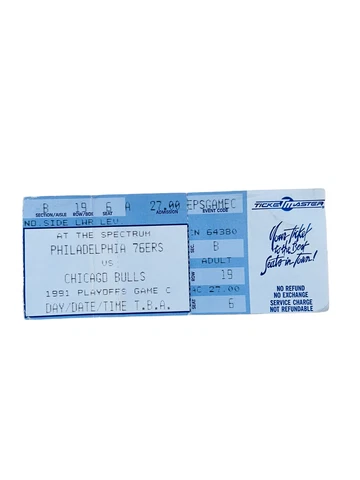 B 19 6 A 27.00 EPSGAMEC
SECTION/AISLE ROW/BOX SEAT ADMISSION EVENT CODE
NO SIDE LWR LEV
AT THE SPECTRUM
PHILADELPHIA 76ERS
VS
CHICAGO BULLS
1991 PLAYOFFS GAME C
DAY/DATE/TIME T.B.A.
CN 64380
B
ADULT
19
AC 27.00
6
TICKETMASTER
Your Ticket
to the Best
Seats in Town!
NO REFUND
NO EXCHANGE
SERVICE CHARGE
NOT REFUNDABLE